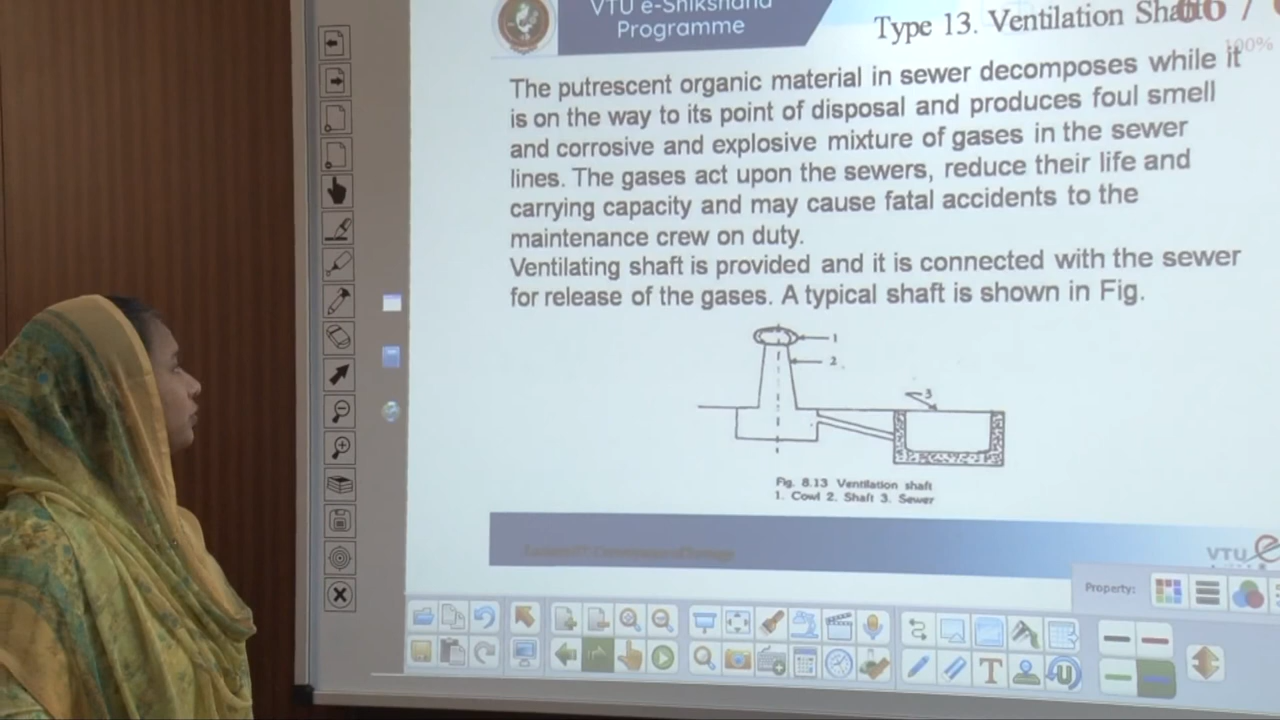 VTU e-Shikshana
Programme
Type 13. Ventilation Shaft
66 /
100%
The putrescent organic material in sewer decomposes while it
is on the way to its point of disposal and produces foul smell
and corrosive and explosive mixture of gases in the sewer
lines. The gases act upon the sewers, reduce their life and
carrying capacity and may cause fatal accidents to the
maintenance crew on duty.
Ventilating shaft is provided and it is connected with the sewer
for release of the gases. A typical shaft is shown in Fig.
1
2
3
Fig. 8.13 Ventilation shaft
1. Cowl 2. Shaft 3. Sewer
VTU e
Property: